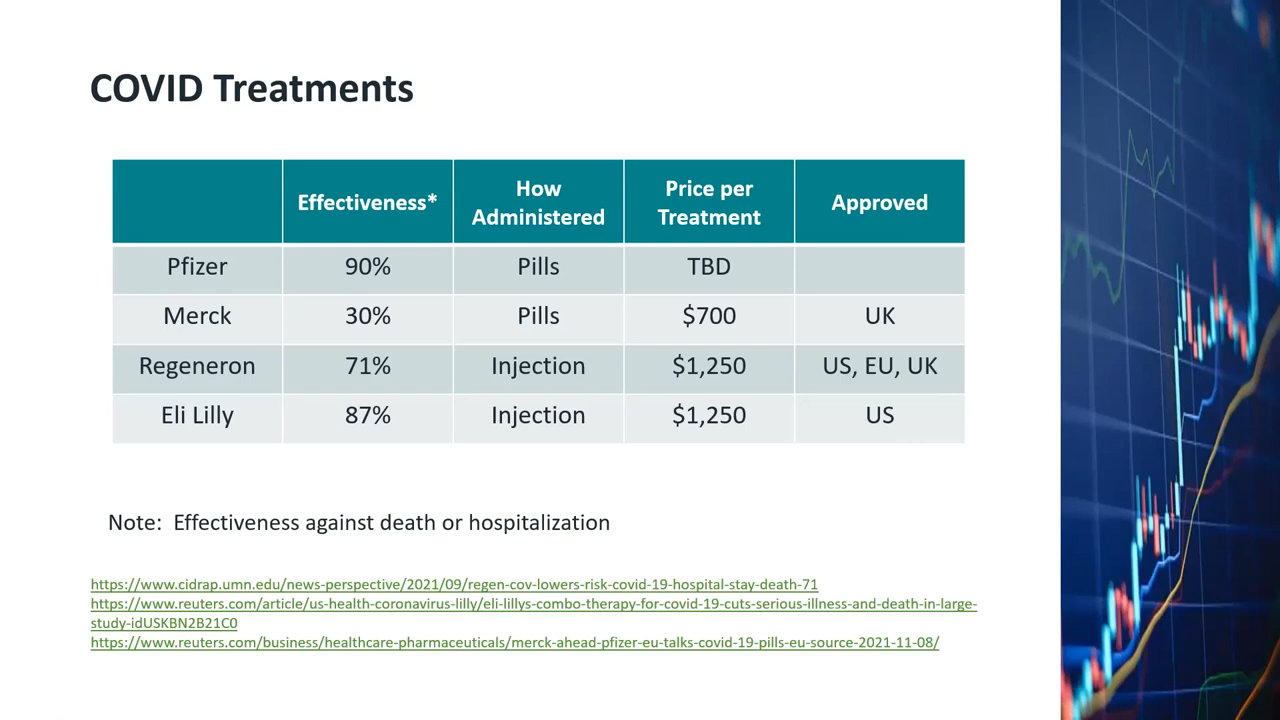 COVID Treatments
Effectiveness* How Administered Price per Treatment Approved
Pfizer 90% Pills TBD
Merck 30% Pills $700 UK
Regeneron 71% Injection $1,250 US, EU, UK
Eli Lilly 87% Injection $1,250 US
Note:  Effectiveness against death or hospitalization
https://www.cidrap.umn.edu/news-perspective/2021/09/regen-cov-lowers-risk-covid-19-hospital-stay-death-71
https://www.reuters.com/article/us-health-coronavirus-lilly/eli-lillys-combo-therapy-for-covid-19-cuts-serious-illness-and-death-in-large-
study-idUSKBN2B21C0
https://www.reuters.com/business/healthcare-pharmaceuticals/merck-ahead-pfizer-eu-talks-covid-19-pills-eu-source-2021-11-08/